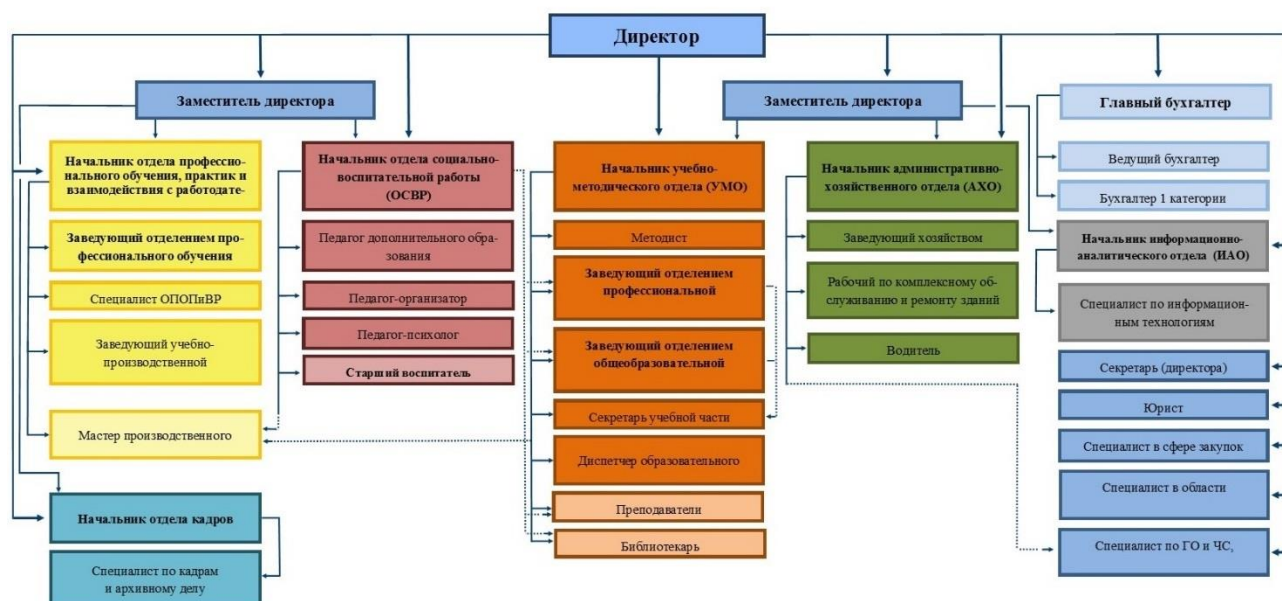 Директор
Заместитель директора
Заместитель директора
Главный бухгалтер
Начальник отдела профессио-
нального обучения, практик и
взаимодействия с работодате-
Заведующий отделением про-
фессионального обучения
Специалист ОПОПиВР
Заведующий учебно-
производственной
Мастер производственного
Начальник отдела кадров
Специалист по кадрам
и архивному делу
Начальник отдела социально-
воспитательной работы
(ОСВР)
Педагог дополнительного обра-
зования
Педагог-организатор
Педагог-психолог
Старший воспитатель
Начальник учебно-
методического отдела (УМО)
Методист
Заведующий отделением
профессиональной
Заведующий отделением
общеобразовательной
Секретарь учебной части
Диспетчер образовательного
Преподаватели
Библиотекарь
Начальник административно-
хозяйственного отдела (АХО)
Заведующий хозяйством
Рабочий по комплексному об-
служиванию и ремонту зданий
Водитель
Ведущий бухгалтер
Бухгалтер 1 категории
Начальник информационно-
аналитического отдела (ИАО)
Специалист по информацион-
ным технологиям
Секретарь (директора)
Юрист
Специалист в сфере закупок
Специалист в области
Специалист по ГО и ЧС,